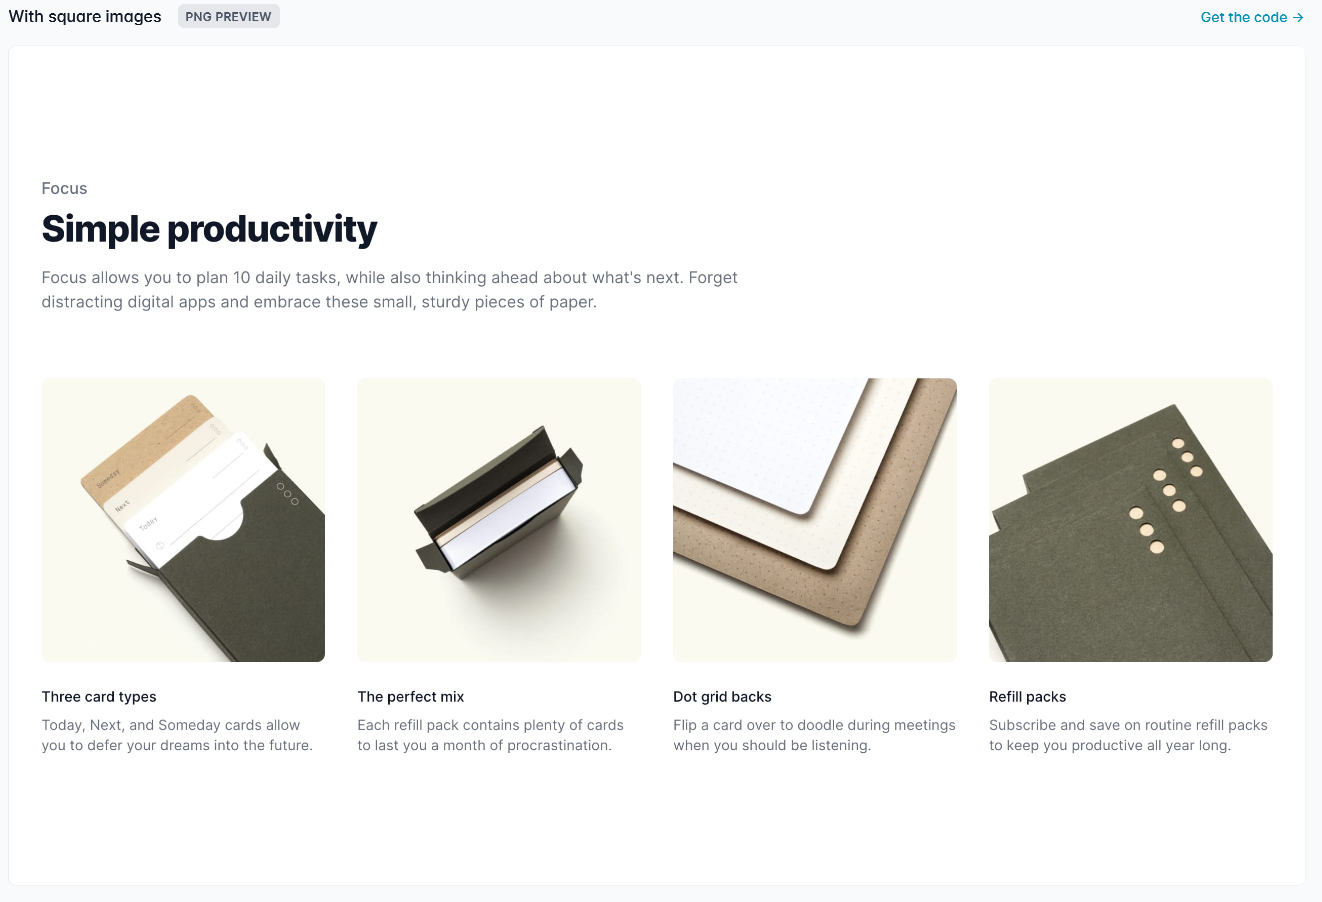 With square images
PNG PREVIEW
Get the code →
Focus
Simple productivity
Focus allows you to plan 10 daily tasks, while also thinking ahead about what's next. Forget
distracting digital apps and embrace these small, sturdy pieces of paper.
Someday
Next
Today
Three card types
Today, Next, and Someday cards allow
you to defer your dreams into the future.
The perfect mix
Each refill pack contains plenty of cards
to last you a month of procrastination.
Dot grid backs
Flip a card over to doodle during meetings
when you should be listening.
Refill packs
Subscribe and save on routine refill packs
to keep you productive all year long.